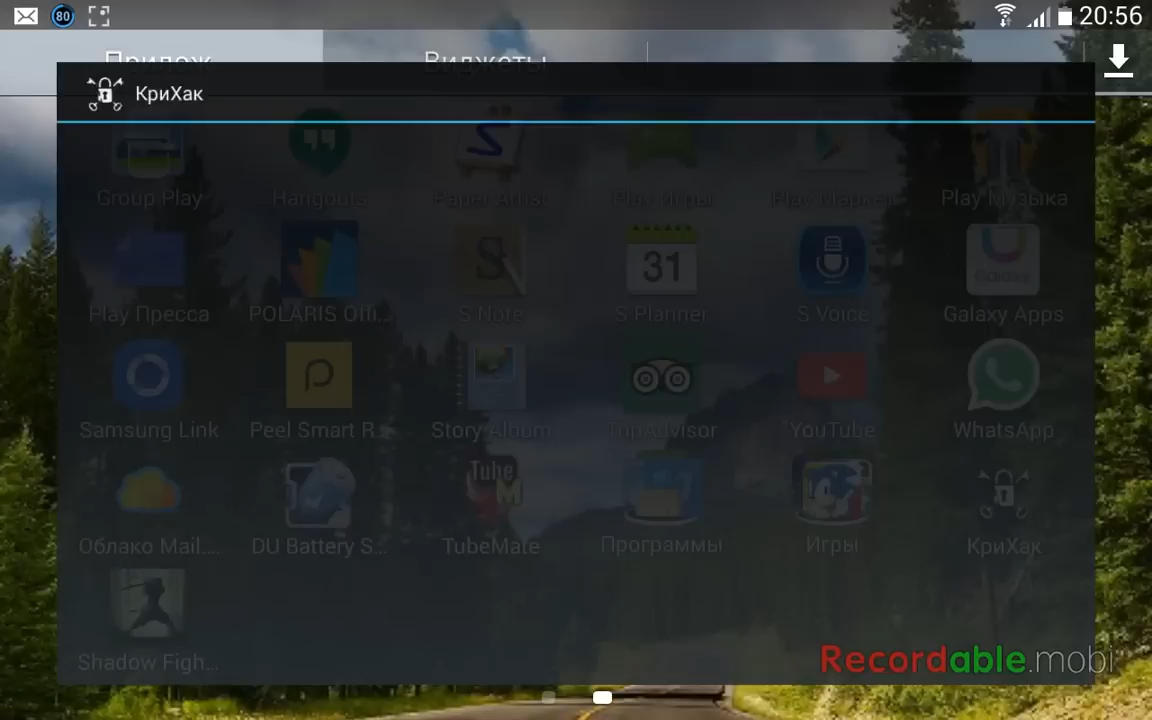 80
20:56
Прилож
Виджеты
КриХак
Group Play
Hangouts
Paper Artist
Play Игры
Play Маркет
Play Музыка
31
Play Пресса
POLARIS Offi...
S Note
S Planner
S Voice
Galaxy Apps
Samsung Link
Peel Smart R...
Story Album
TripAdvisor
YouTube
WhatsApp
Tube
M
Облако Mail....
DU Battery S...
TubeMate
Программы
Игры
КриХак
Shadow Figh...
Recordable.mobi